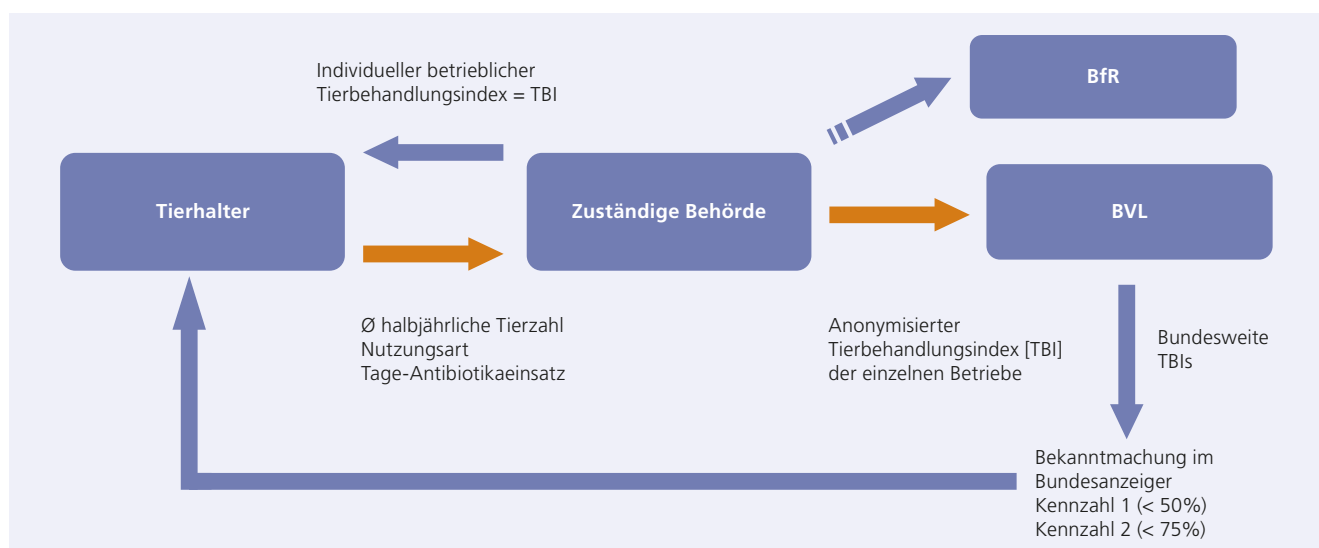 Individueller betrieblicher
Tierbehandlungsindex = TBI
BfR
Tierhalter
Zuständige Behörde
BVL
Ø halbjährliche Tierzahl
Nutzungsart
Tage-Antibiotikaeinsatz
Anonymisierter
Tierbehandlungsindex [TBI]
der einzelnen Betriebe
Bundesweite
TBIs
Bekanntmachung im
Bundesanzeiger
Kennzahl 1 (< 50%)
Kennzahl 2 (< 75%)